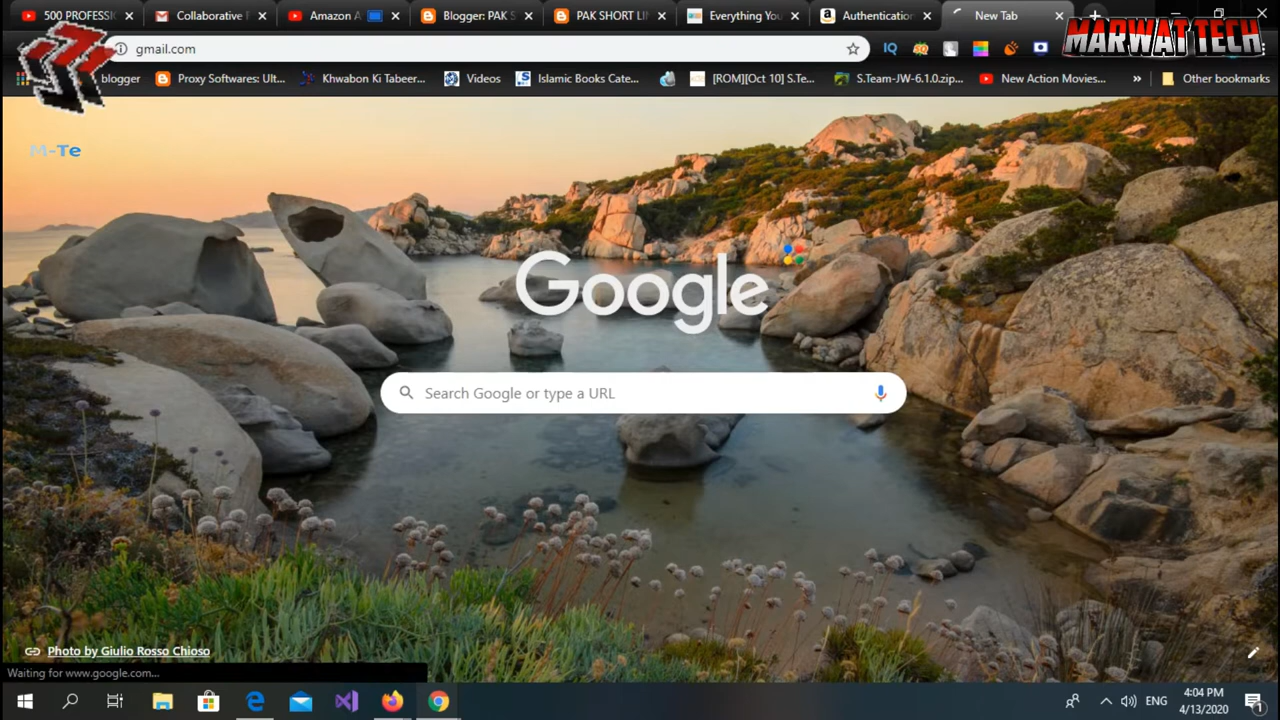 500 PROFESSI
Collaborative
Amazon A
Blogger: PAK S
PAK SHORT LI
Everything You
Authentication
New Tab
gmail.com
MARWAT TECH
blogger
Proxy Softwares: Ult...
Khwabon Ki Tabeer...
Videos
Islamic Books Cate...
[ROM][Oct 10] S.Te...
S.Team-JW-6.1.0.zip...
New Action Movies...
»
Other bookmarks
M-Te
Google
Search Google or type a URL
Photo by Giulio Rosso Chioso
Waiting for www.google.com...
ENG
4:04 PM
4/13/2020
1